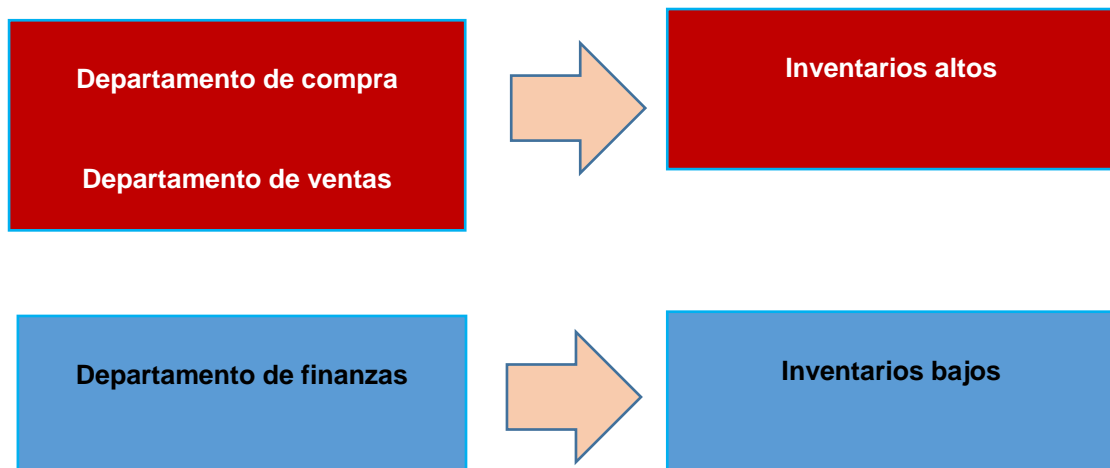 Departamento de compra
Departamento de ventas
Inventarios altos
Departamento de finanzas
Inventarios bajos